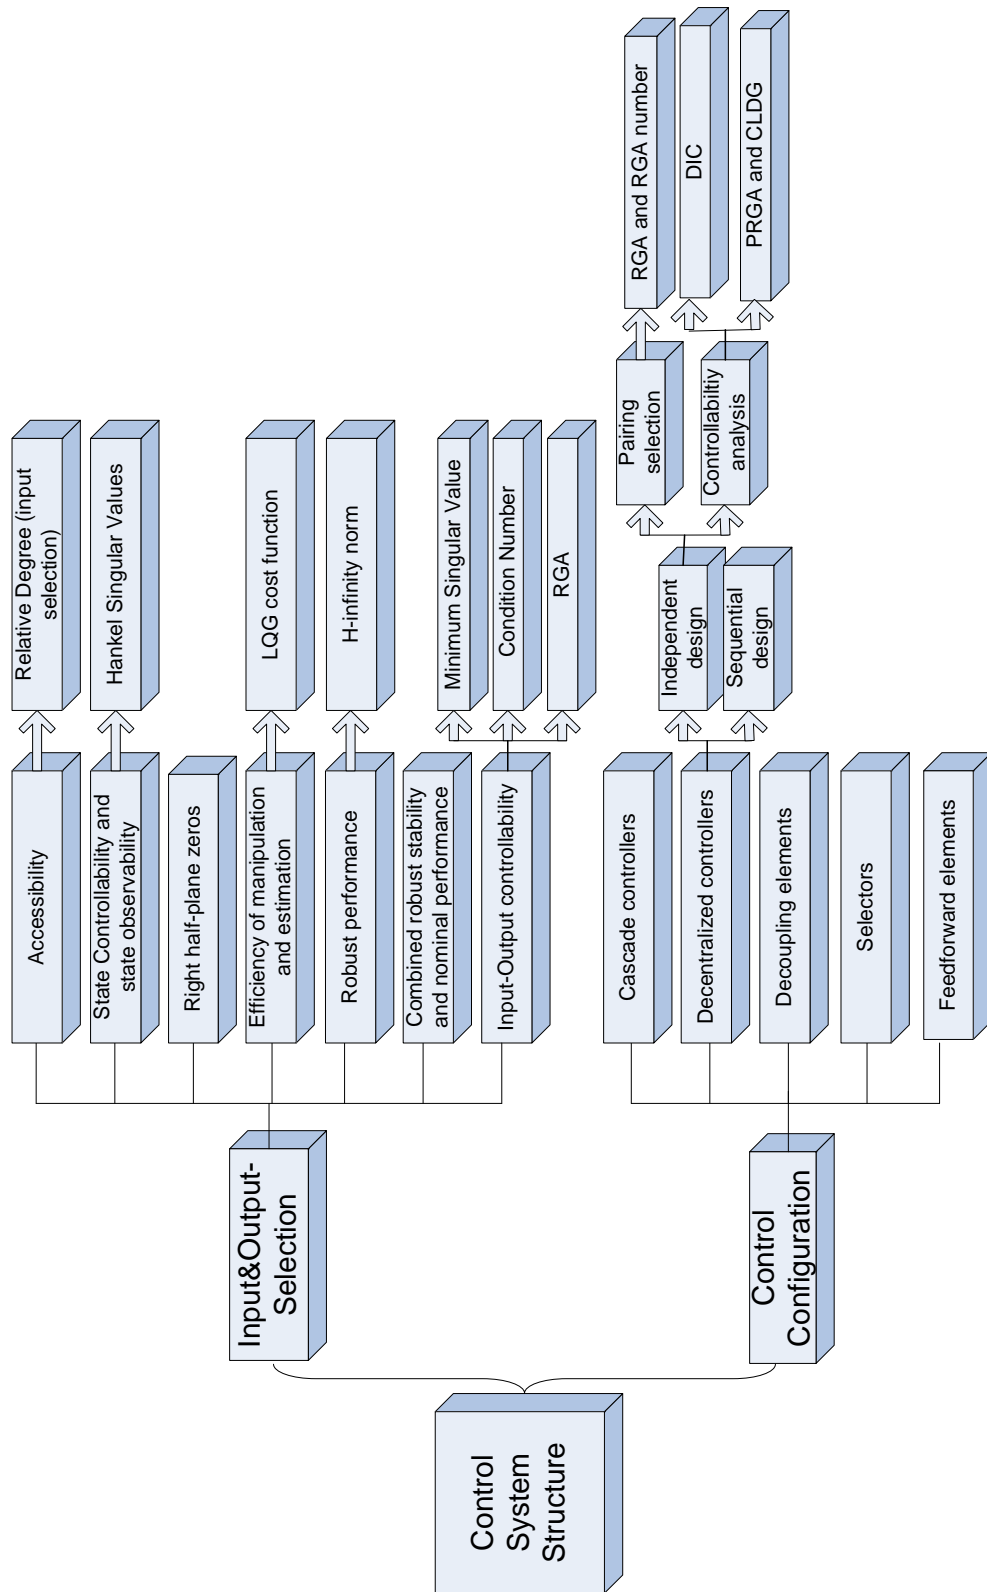 Control
System
Structure
Input&Output-
Selection
Accessibility
Relative Degree (input
selection)
State Controllability and
state observability
Hankel Singular Values
Right half-plane zeros
Efficiency of manipulation
and estimation
LQG cost function
Robust performance
H-infinity norm
Combined robust stability
and nominal performance
Input-Output controllability
Minimum Singular Value
Condition Number
RGA
Control
Configuration
Cascade controllers
Decentralized controllers
Independent
design
Pairing
selection
RGA and RGA number
Controllabiltiy
analysis
DIC
PRGA and CLDG
Sequential
design
Decoupling elements
Selectors
Feedforward elements